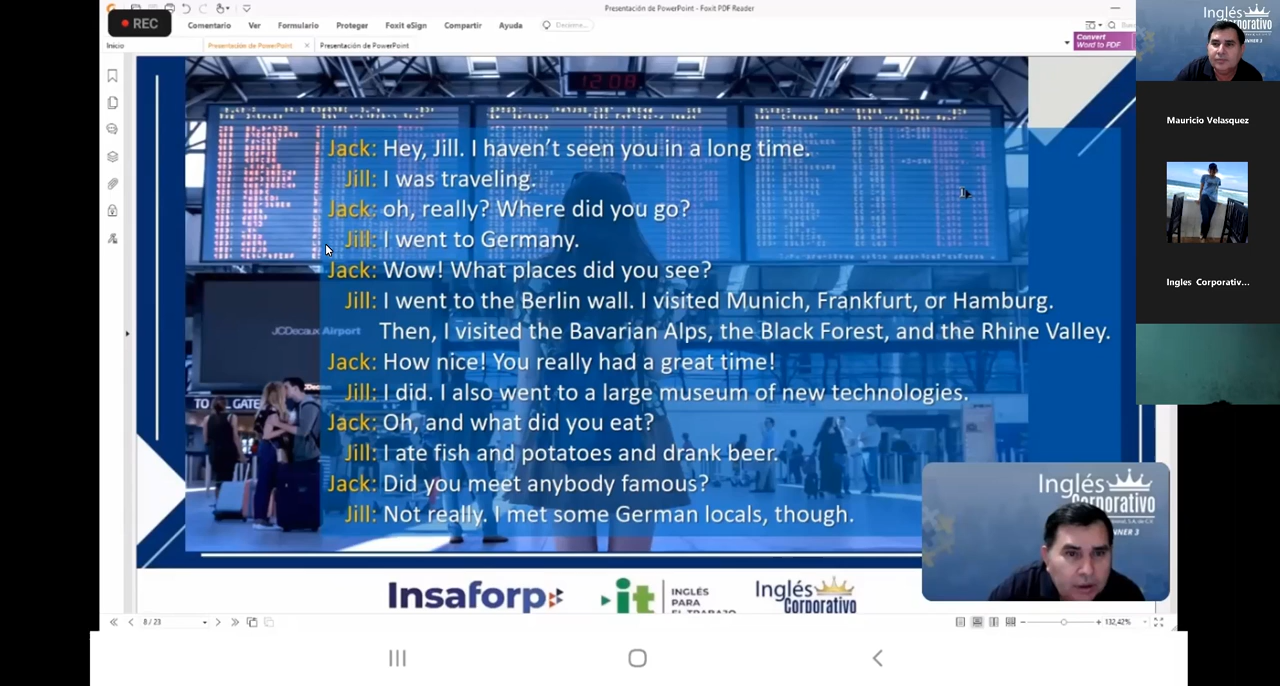 REC
Presentación de PowerPoint - Foxit PDF Reader
Comentario Ver Formulario Proteger Foxit eSign Compartir Ayuda Decirme...
Inicio Presentación de PowerPoint × Presentación de PowerPoint
Convert
Word to PDF
12:08
Jack: Hey, Jill. I haven't seen you in a long time.
Jill: I was traveling.
Jack: oh, really? Where did you go?
Jill: I went to Germany.
Jack: Wow! What places did you see?
Jill: I went to the Berlin wall. I visited Munich, Frankfurt, or Hamburg.
Then, I visited the Bavarian Alps, the Black Forest, and the Rhine Valley.
Jack: How nice! You really had a great time!
Jill: I did. I also went to a large museum of new technologies.
Jack: Oh, and what did you eat?
Jill: I ate fish and potatoes and drank beer.
Jack: Did you meet anybody famous?
Jill: Not really. I met some German locals, though.
JCDecaux Airport
TO GATE
Insaforp
it INGLÉS
PARA
EL TRABAJO
Inglés
Corporativo
8 / 23
132,42%
Inglés
Corporativo
Mauricio Velasquez
Ingles Corporativ...
Inglés
Corporativo